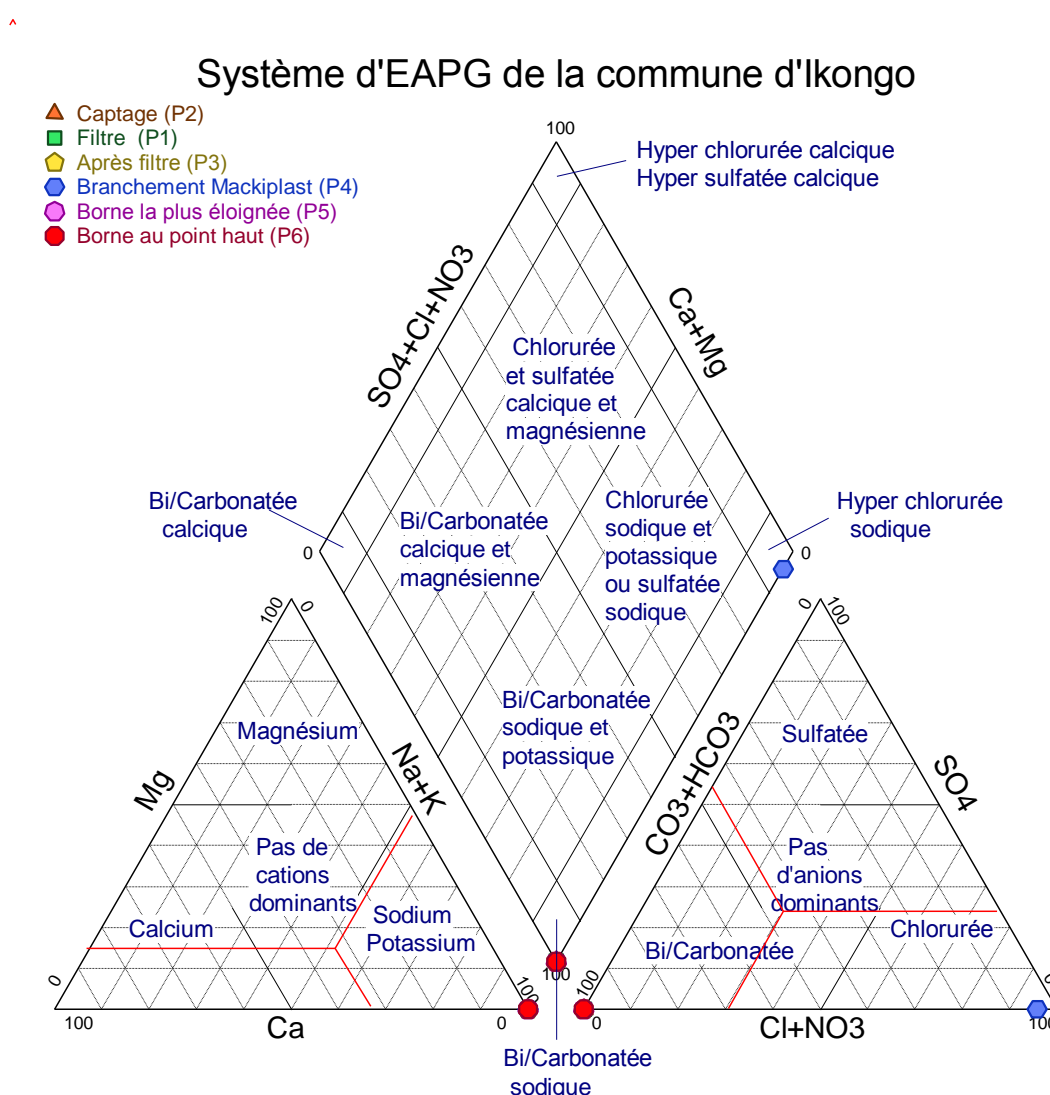 Système d'EAPG de la commune d'Ikongo
Captage (P2)
Filtre (P1)
Après filtre (P3)
Branchement Mackiplast (P4)
Borne la plus éloignée (P5)
Borne au point haut (P6)
100
Hyper chlorurée calcique
Hyper sulfatée calcique
SO4+Cl+NO3
Ca+Mg
Chlorurée
et sulfatée
calcique et
magnésienne
Bi/Carbonatée
calcique
Bi/Carbonatée
calcique et
magnésienne
Chlorurée
sodique et
potassique
ou sulfatée
sodique
Hyper chlorurée
sodique
0
0
Bi/Carbonatée
sodique et
potassique
100
100
0
Magnésium
Mg
Na+K
Pas de
cations
dominants
Calcium
Sodium
Potassium
0
100
100
0
Ca
0
100
Sulfatée
CO3+HCO3
SO4
Pas
d'anions
dominants
Bi/Carbonatée
Chlorurée
100
0
0
100
Cl+NO3
Bi/Carbonatée
sodique